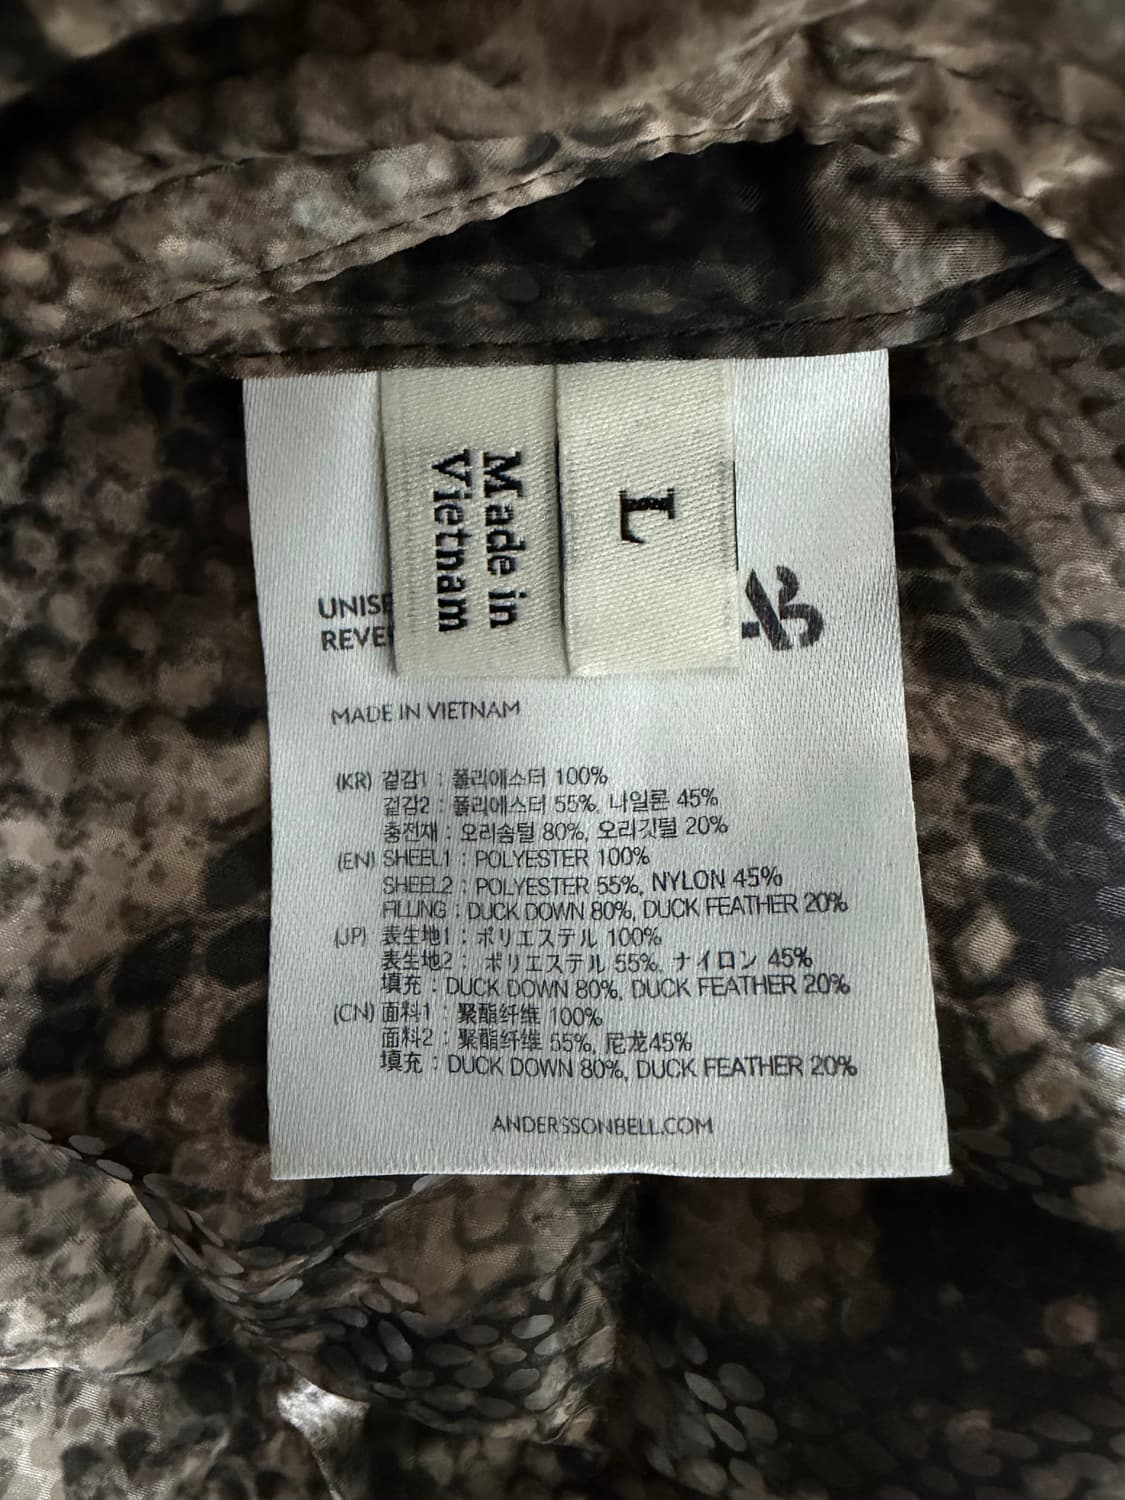 Made in
Vietnam
L
UNISE
REVE
AB
MADE IN VIETNAM
(KR) 겉감1 : 폴리에스터 100%
겉감2 : 폴리에스터 55%, 나일론 45%
충전재 : 오리솜털 80%, 오리깃털 20%
(EN) SHEEL1 : POLYESTER 100%
SHEEL2 : POLYESTER 55%, NYLON 45%
FILLING : DUCK DOWN 80%, DUCK FEATHER 20%
(JP) 表生地1 : ポリエステル 100%
表生地2 : ポリエステル 55%, ナイロン 45%
填充 : DUCK DOWN 80%, DUCK FEATHER 20%
(CN) 面料1 : 聚酯纤维 100%
面料2 : 聚酯纤维 55%, 尼龙45%
填充 : DUCK DOWN 80%, DUCK FEATHER 20%
ANDERSSONBELL.COM